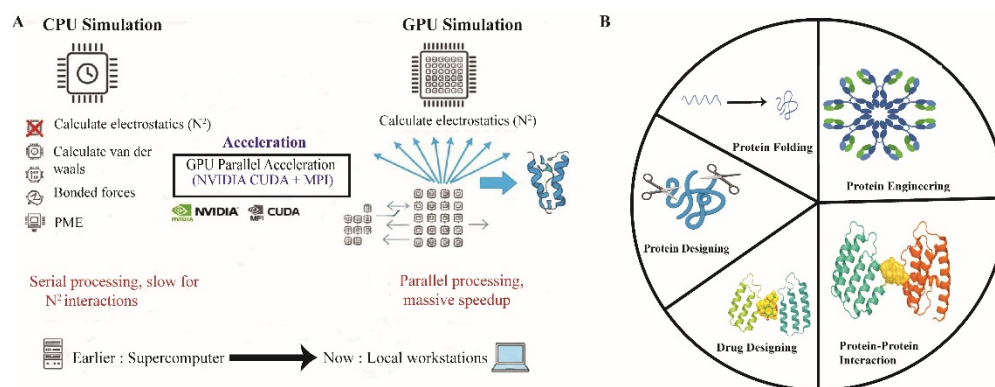 A
CPU Simulation
Calculate electrostatics (N²)
Calculate van der
waals
Bonded forces
PME
Serial processing, slow for
N² interactions
Acceleration
GPU Parallel Acceleration
(NVIDIA CUDA + MPI)
NVIDIA
NVIDIA
CUDA
MPI
GPU Simulation
Calculate electrostatics (N²)
Parallel processing,
massive speedup
Earlier : Supercomputer
Now : Local workstations
B
Protein Folding
Protein Engineering
Protein Designing
Drug Designing
Protein-Protein
Interaction